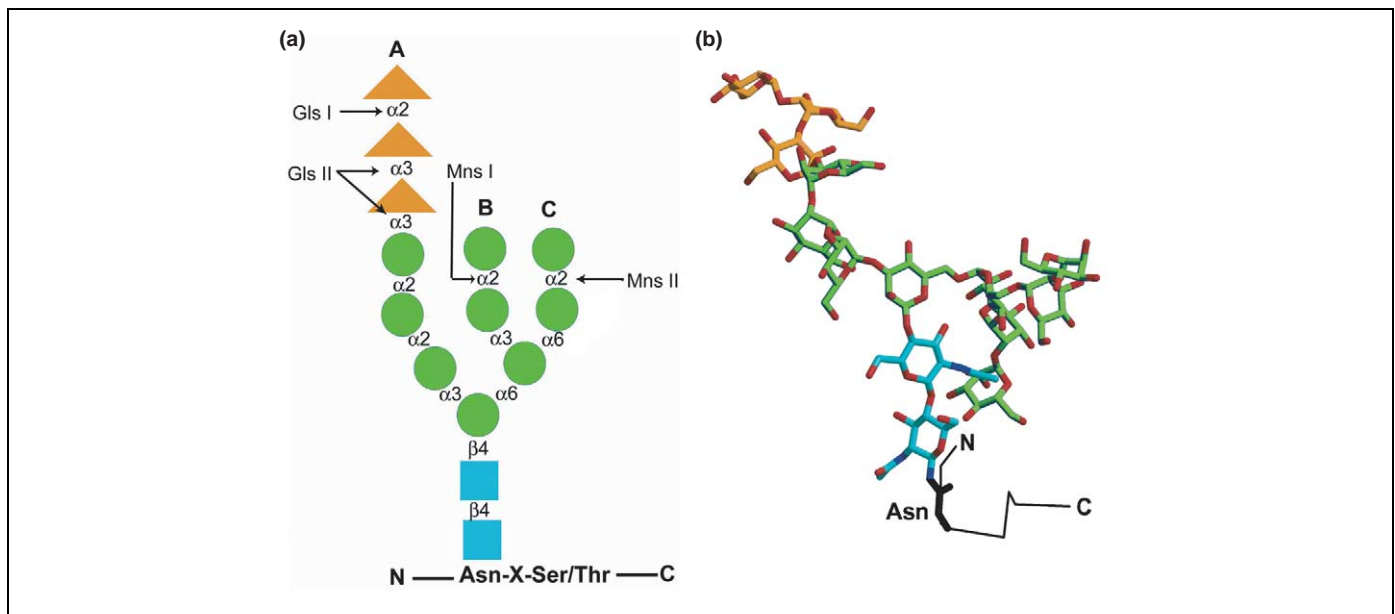 (a)
A
Gls I
α2
Gls II
α3
α3
Mns I
B
C
α2
α2
Mns II
α2
α3
α6
α2
α3
α6
β4
β4
N
Asn-X-Ser/Thr
C
(b)
N
Asn
C